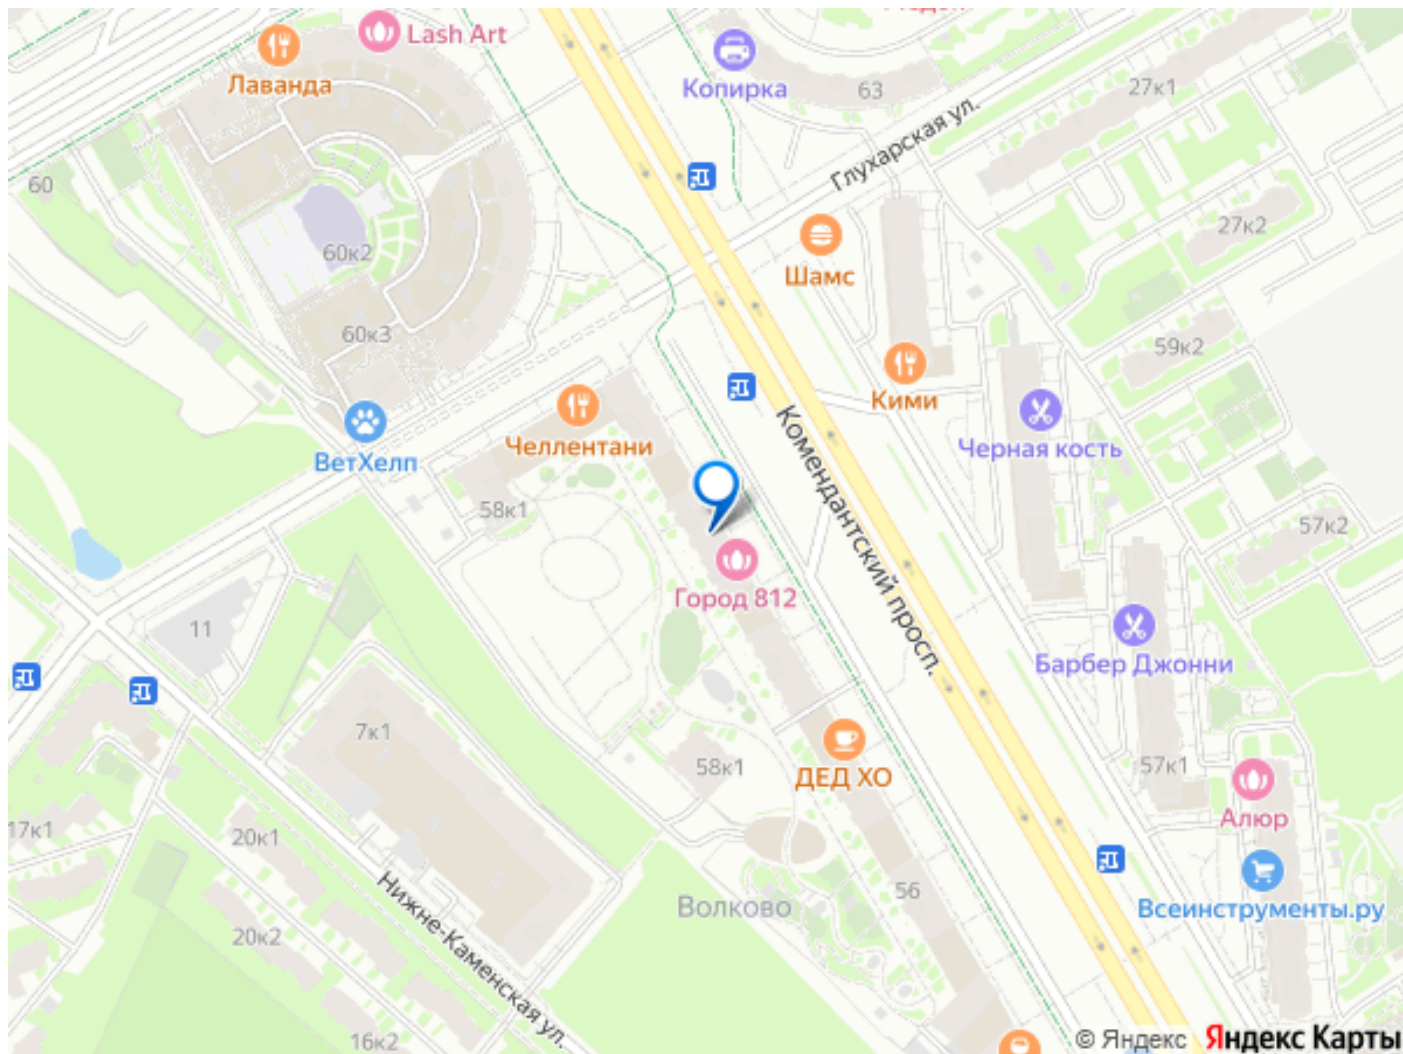 Lash Art
Лаванда
Копирка
63
27к1
Глухарская ул.
60
60к2
27к2
Шамс
60к3
59к2
Кими
Челлентани
Черная кость
ВетХелп
Комендантский просп.
58к1
57к2
Город 812
11
Барбер Джонни
7к1
58к1
ДЕД ХО
57к1
Алюр
17к1
20к1
Нижне-Каменская ул.
56
Волково
Всеинструменты.ру
20к2
16к2
© Яндекс Яндекс Карты